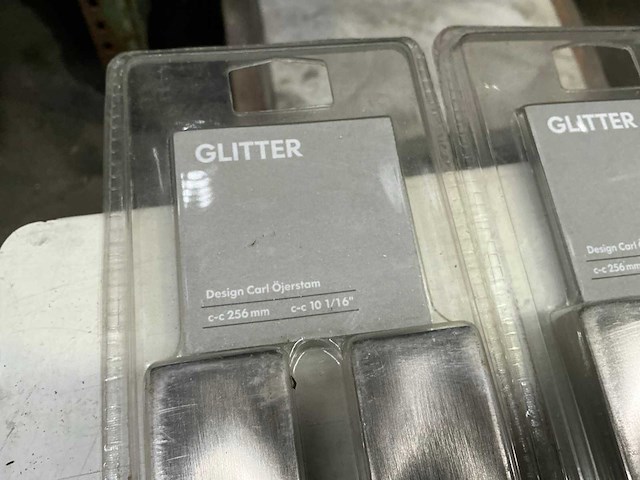 GLITTER
Design Carl Öjerstam
c-c 256 mm c-c 10 1/16"
GLITTER
Design Carl
c-c 256 mm